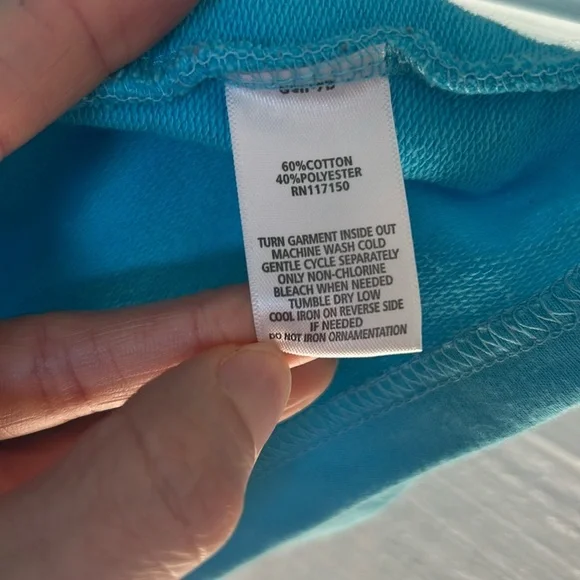 60%COTTON
40%POLYESTER
RN117150
TURN GARMENT INSIDE OUT
MACHINE WASH COLD
GENTLE CYCLE SEPARATELY
ONLY NON-CHLORINE
BLEACH WHEN NEEDED
TUMBLE DRY LOW
COOL IRON ON REVERSE SIDE
IF NEEDED
DO NOT IRON ORNAMENTATION